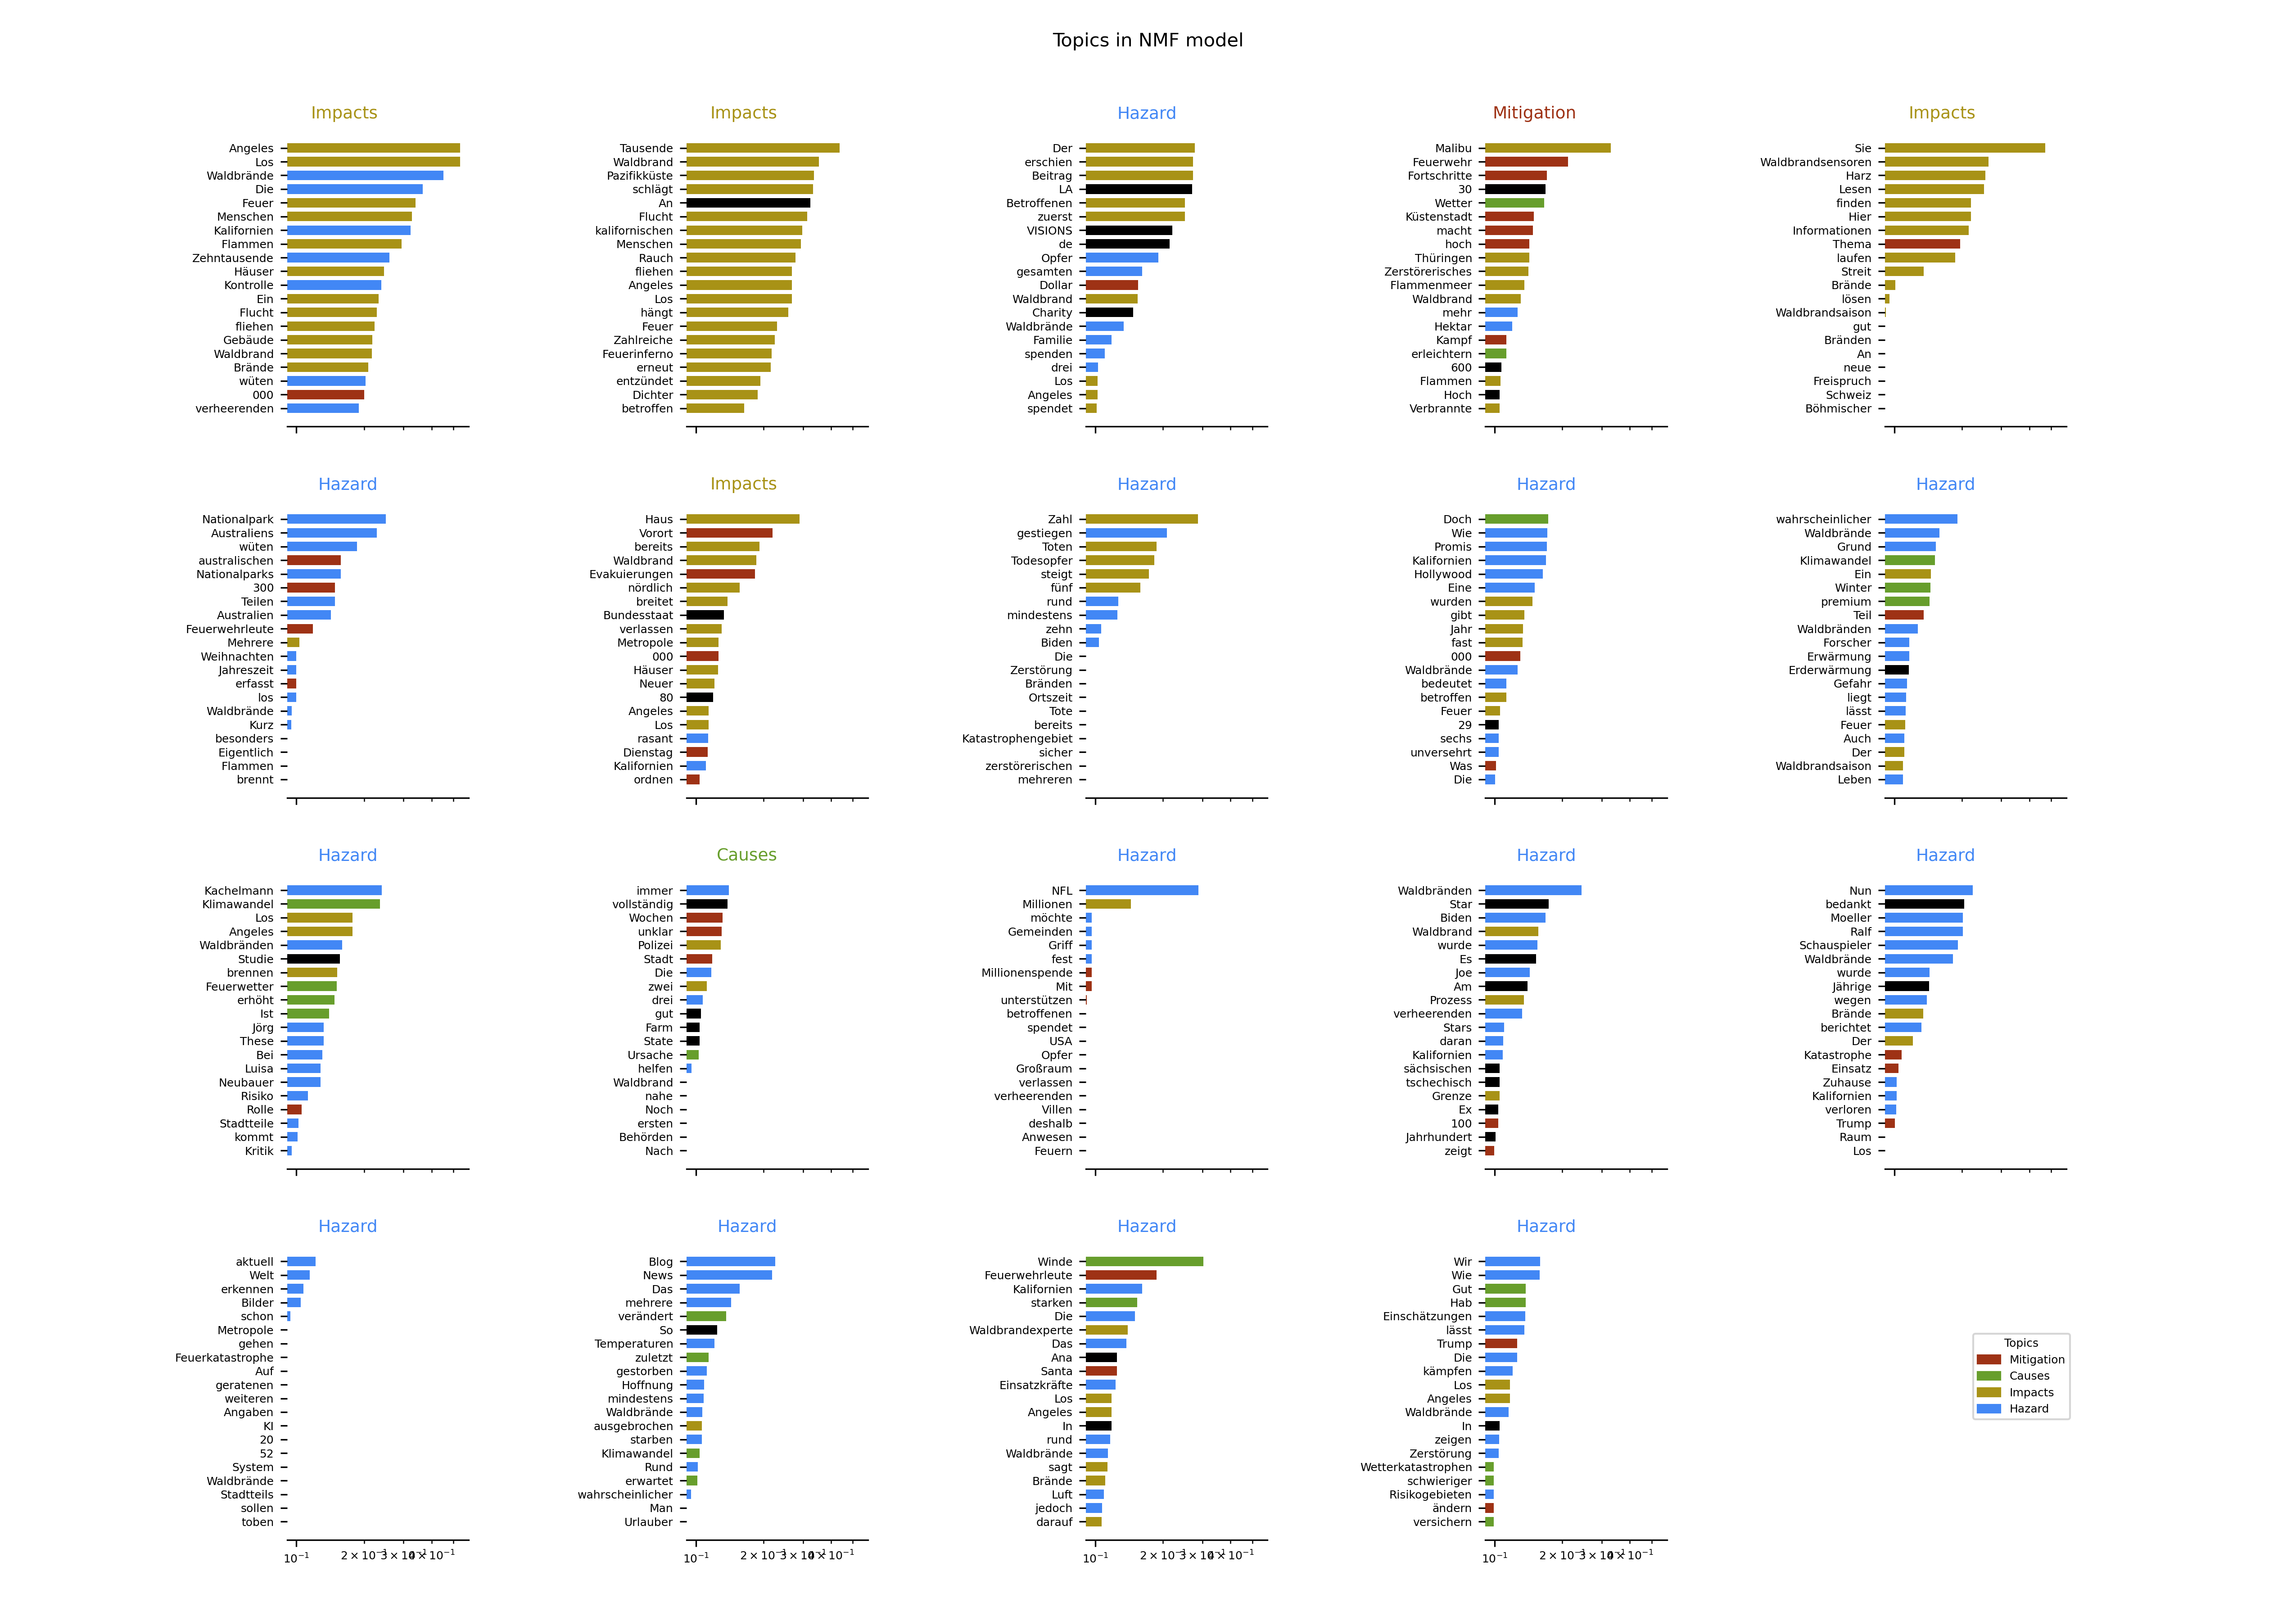 Topics in NMF model
Impacts
Angeles
Los
Waldbrände
Die
Feuer
Menschen
Kalifornien
Flammen
Zehntausende
Häuser
Kontrolle
Ein
Flucht
fliehen
Gebäude
Waldbrand
Brände
wüten
000
verheerenden
Impacts
Tausende
Waldbrand
Pazifikküste
schlägt
An
Flucht
kalifornischen
Menschen
Rauch
fliehen
Angeles
Los
hängt
Feuer
Zahlreiche
Feuerinferno
erneut
entzündet
Dichter
betroffen
Hazard
Der
erschien
Beitrag
LA
Betroffenen
zuerst
VISIONS
de
Opfer
gesamten
Dollar
Waldbrand
Charity
Waldbrände
Familie
spenden
drei
Los
Angeles
spendet
Mitigation
Malibu
Feuerwehr
Fortschritte
30
Wetter
Küstenstadt
macht
hoch
Thüringen
Zerstörerisches
Flammenmeer
Waldbrand
mehr
Hektar
Kampf
erleichtern
600
Flammen
Hoch
Verbrannte
Impacts
Sie
Waldbrandsensoren
Harz
Lesen
finden
Hier
Informationen
Thema
laufen
Streit
Brände
lösen
Waldbrandsaison
gut
Bränden
An
neue
Freispruch
Schweiz
Böhmischer
Hazard
Nationalpark
Australiens
wüten
australischen
Nationalparks
300
Teilen
Australien
Feuerwehrleute
Mehrere
Weihnachten
Jahreszeit
erfasst
los
Waldbrände
Kurz
besonders
Eigentlich
Flammen
brennt
Impacts
Haus
Vorort
bereits
Waldbrand
Evakuierungen
nördlich
breitet
Bundesstaat
verlassen
Metropole
000
Häuser
Neuer
80
Angeles
Los
rasant
Dienstag
Kalifornien
ordnen
Hazard
Zahl
gestiegen
Toten
Todesopfer
steigt
fünf
rund
mindestens
zehn
Biden
Die
Zerstörung
Bränden
Ortszeit
Tote
bereits
Katastrophengebiet
sicher
zerstörerischen
mehreren
Hazard
Doch
Wie
Promis
Kalifornien
Hollywood
Eine
wurden
gibt
Jahr
fast
000
Waldbrände
bedeutet
betroffen
Feuer
29
sechs
unversehrt
Was
Die
Hazard
wahrscheinlicher
Waldbrände
Grund
Klimawandel
Ein
Winter
premium
Teil
Waldbränden
Forscher
Erwärmung
Erderwärmung
Gefahr
liegt
lässt
Feuer
Auch
Der
Waldbrandsaison
Leben
Hazard
Kachelmann
Klimawandel
Los
Angeles
Waldbränden
Studie
brennen
Feuerwetter
erhöht
Ist
Jörg
These
Bei
Luisa
Neubauer
Risiko
Rolle
Stadtteile
kommt
Kritik
Causes
immer
vollständig
Wochen
unklar
Polizei
Stadt
Die
zwei
drei
gut
Farm
State
Ursache
helfen
Waldbrand
nahe
Noch
ersten
Behörden
Nach
Hazard
NFL
Millionen
möchte
Gemeinden
Griff
fest
Millionenspende
Mit
unterstützen
betroffenen
spendet
USA
Opfer
Großraum
verlassen
verheerenden
Villen
deshalb
Anwesen
Feuern
Hazard
Waldbränden
Star
Biden
Waldbrand
wurde
Es
Joe
Am
Prozess
verheerenden
Stars
daran
Kalifornien
sächsischen
tschechisch
Grenze
Ex
100
Jahrhundert
zeigt
Hazard
Nun
bedankt
Moeller
Ralf
Schauspieler
Waldbrände
wurde
Jährige
wegen
Brände
berichtet
Der
Katastrophe
Einsatz
Zuhause
Kalifornien
verloren
Trump
Raum
Los
Hazard
aktuell
Welt
erkennen
Bilder
schon
Metropole
gehen
Feuerkatastrophe
Auf
geratenen
weiteren
Angaben
KI
20
52
System
Waldbrände
Stadtteils
sollen
toben
10⁻¹
Hazard
Blog
News
Das
mehrere
verändert
So
Temperaturen
zuletzt
gestorben
Hoffnung
mindestens
Waldbrände
ausgebrochen
starben
Klimawandel
Rund
erwartet
wahrscheinlicher
Man
Urlauber
10⁻¹
Hazard
Winde
Feuerwehrleute
Kalifornien
starken
Die
Waldbrandexperte
Das
Ana
Santa
Einsatzkräfte
Los
Angeles
In
rund
Waldbrände
sagt
Brände
Luft
jedoch
darauf
10⁻¹
Hazard
Wir
Wie
Gut
Hab
Einschätzungen
lässt
Trump
Die
kämpfen
Los
Angeles
Waldbrände
In
zeigen
Zerstörung
Wetterkatastrophen
schwieriger
Risikogebieten
ändern
versichern
10⁻¹
Topics
Mitigation
Causes
Impacts
Hazard